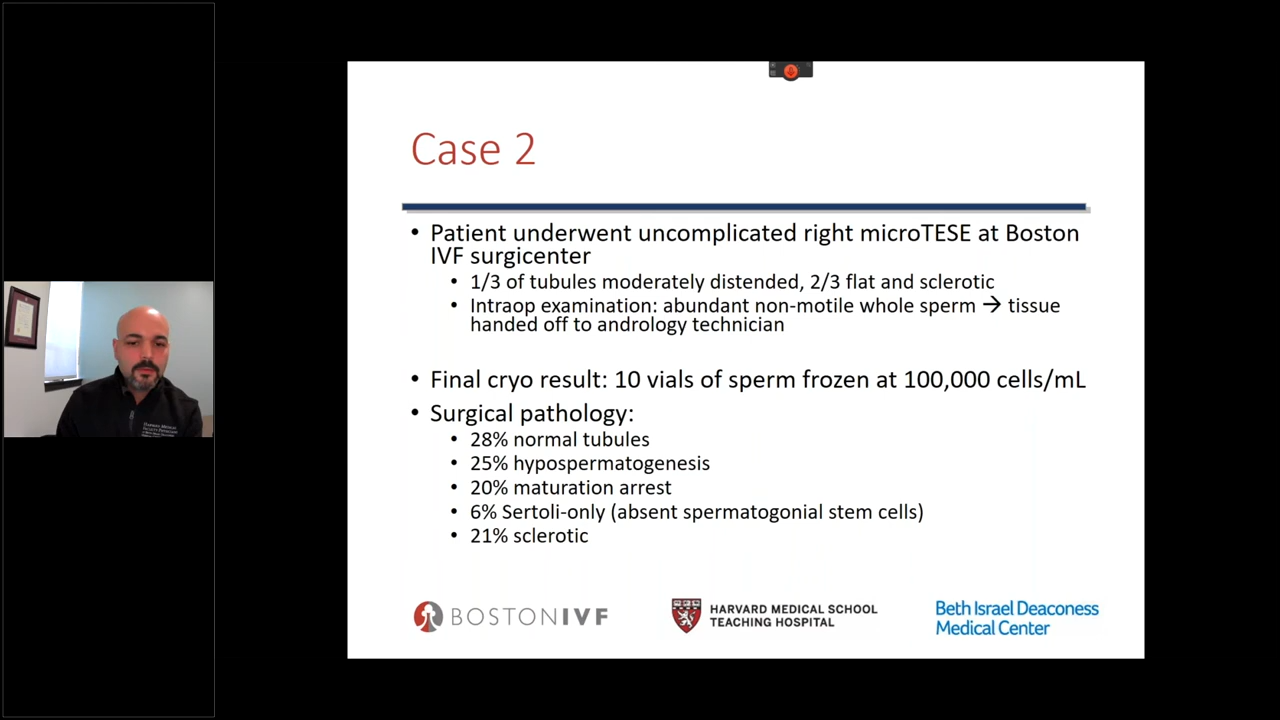 Case 2
• Patient underwent uncomplicated right microTESE at Boston
IVF surgicenter
• 1/3 of tubules moderately distended, 2/3 flat and sclerotic
• Intraop examination: abundant non-motile whole sperm → tissue
handed off to andrology technician
• Final cryo result: 10 vials of sperm frozen at 100,000 cells/mL
• Surgical pathology:
• 28% normal tubules
• 25% hypospermatogenesis
• 20% maturation arrest
• 6% Sertoli-only (absent spermatogonial stem cells)
• 21% sclerotic
BOSTONIVF
HARVARD MEDICAL SCHOOL
TEACHING HOSPITAL
Beth Israel Deaconess
Medical Center